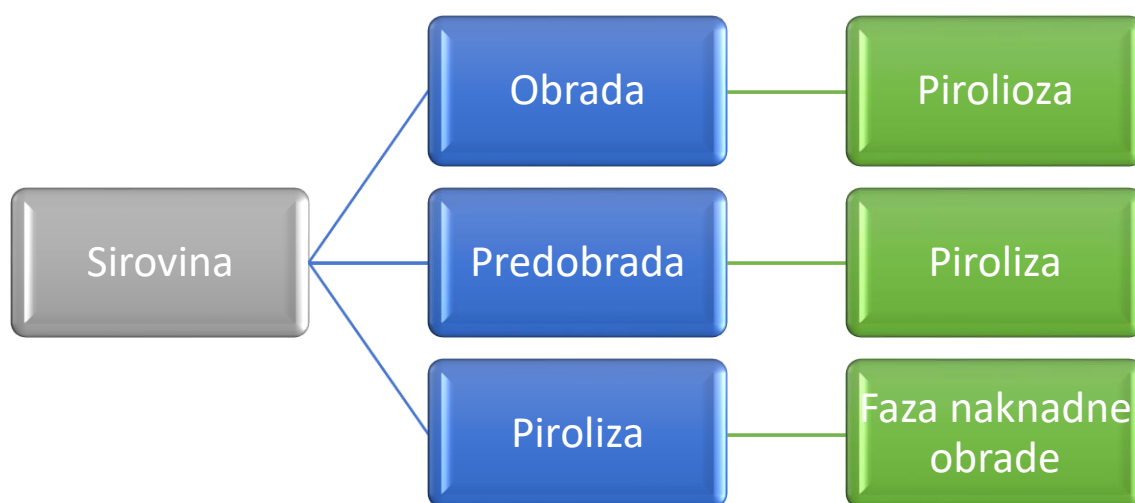 Obrada
Pirolioza
Sirovina
Predobrada
Piroliza
Piroliza
Faza naknadne
obrade